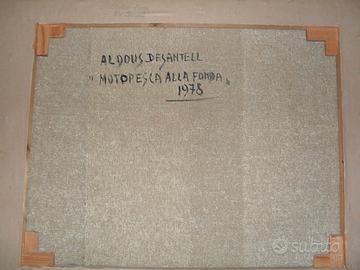 ALDOUS DESANTELL
"MOTOPESCA ALLA FONDA"
1978
subito